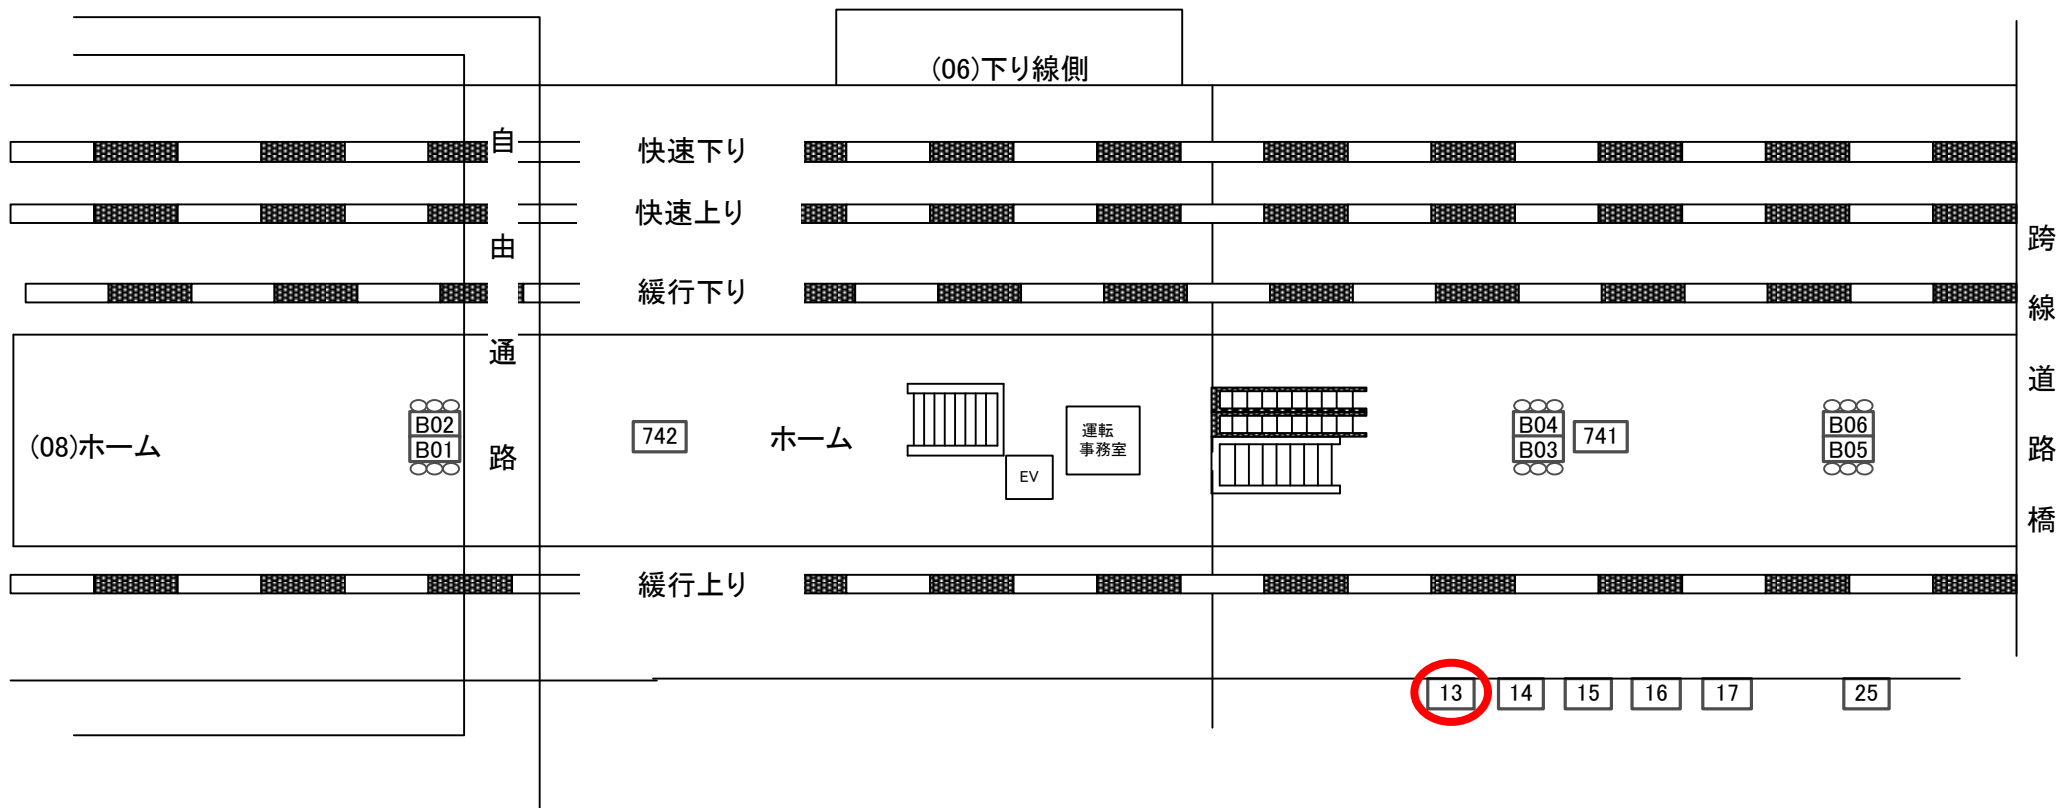 (06)下り線側
快速下り
快速上り
緩行下り
自由通路
跨線道路橋
(08)ホーム
B02
B01
742
ホーム
EV
運転
事務室
B04
B03
741
B06
B05
緩行上り
13
14
15
16
17
25